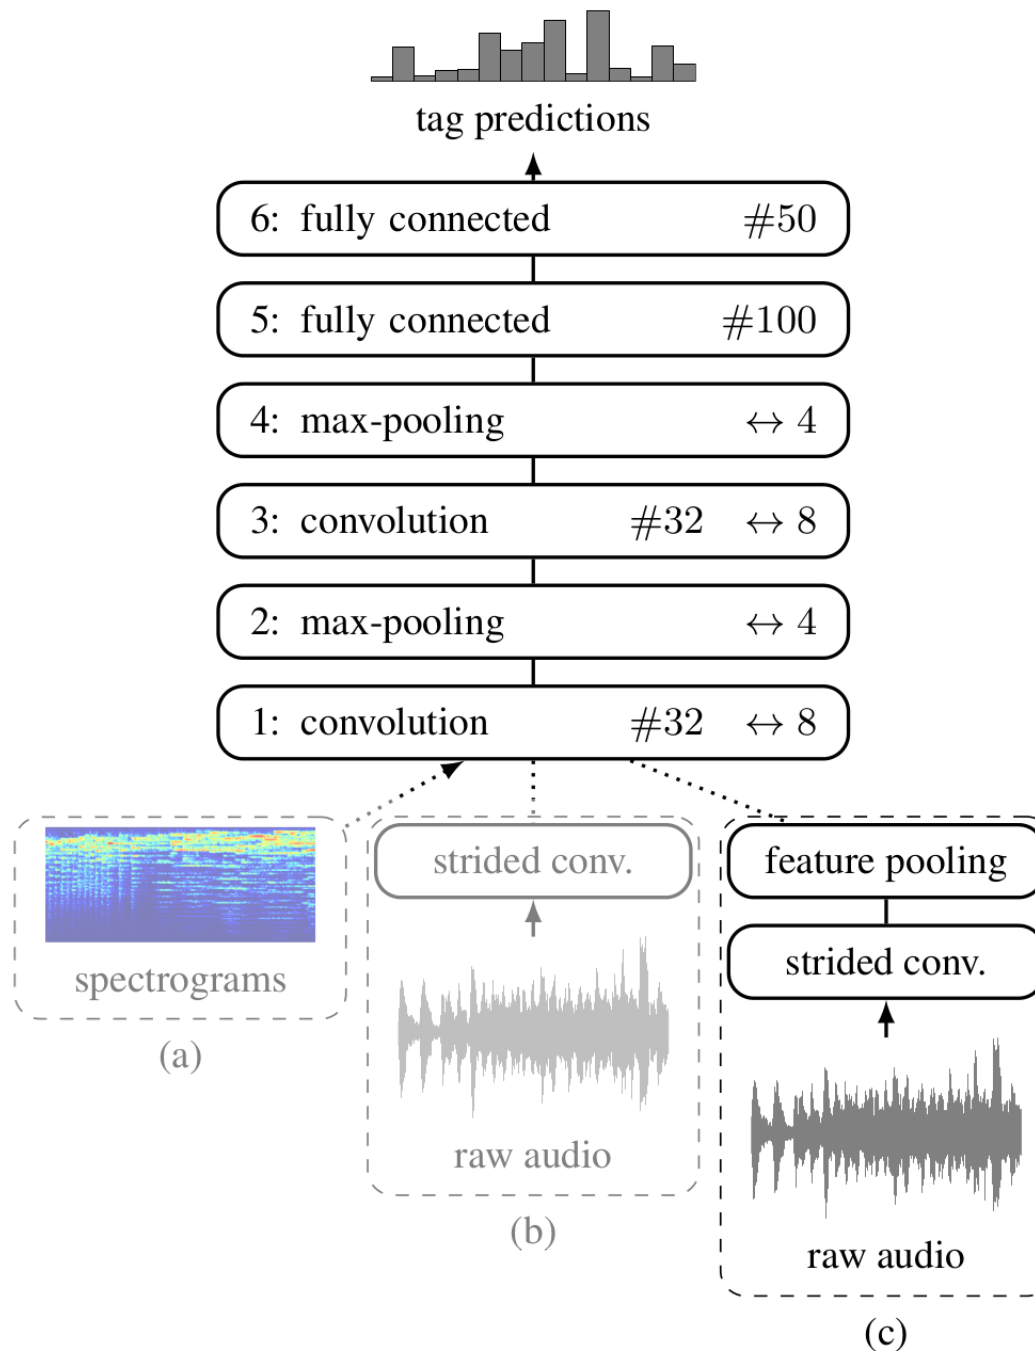 tag predictions
6: fully connected #50
5: fully connected #100
4: max-pooling ↔ 4
3: convolution #32 ↔ 8
2: max-pooling ↔ 4
1: convolution #32 ↔ 8
spectrograms
(a)
strided conv.
raw audio
(b)
feature pooling
strided conv.
raw audio
(c)